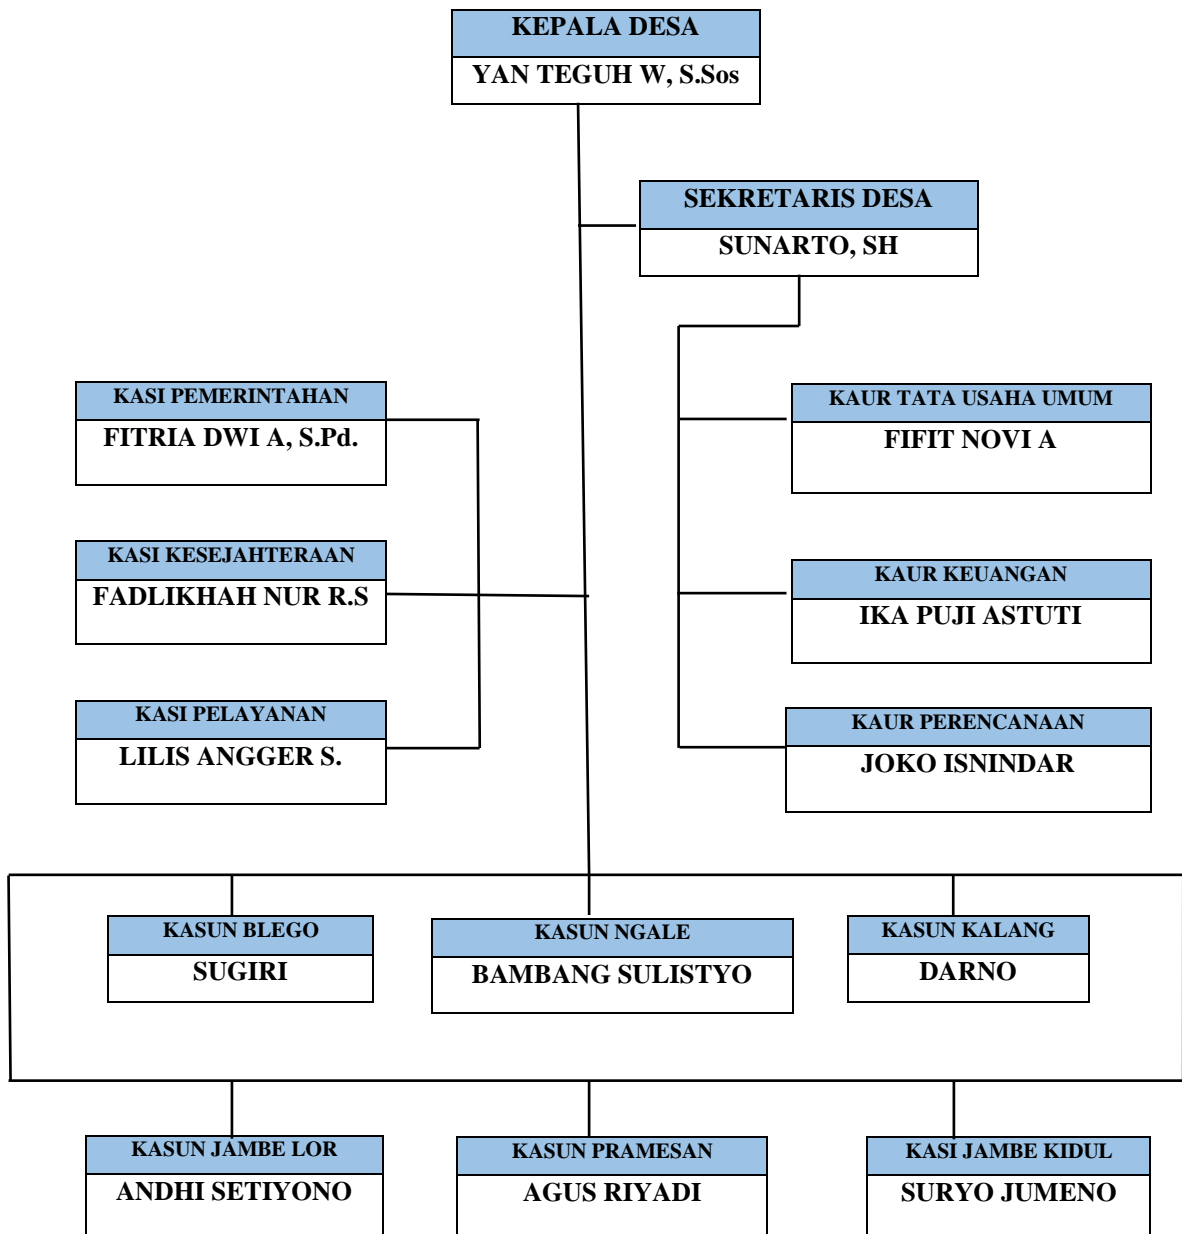 KEPALA DESA
YAN TEGUH W, S.Sos
SEKRETARIS DESA
SUNARTO, SH
KASI PEMERINTAHAN
FITRIA DWI A, S.Pd.
KAUR TATA USAHA UMUM
FIFIT NOVI A
KASI KESEJAHTERAAN
FADLIKHAH NUR R.S
KAUR KEUANGAN
IKA PUJI ASTUTI
KASI PELAYANAN
LILIS ANGGER S.
KAUR PERENCANAAN
JOKO ISNINDAR
KASUN BLEGO
SUGIRI
KASUN NGALE
BAMBANG SULISTYO
KASUN KALANG
DARNO
KASUN JAMBE LOR
ANDHI SETIYONO
KASUN PRAMESAN
AGUS RIYADI
KASI JAMBE KIDUL
SURYO JUMENO